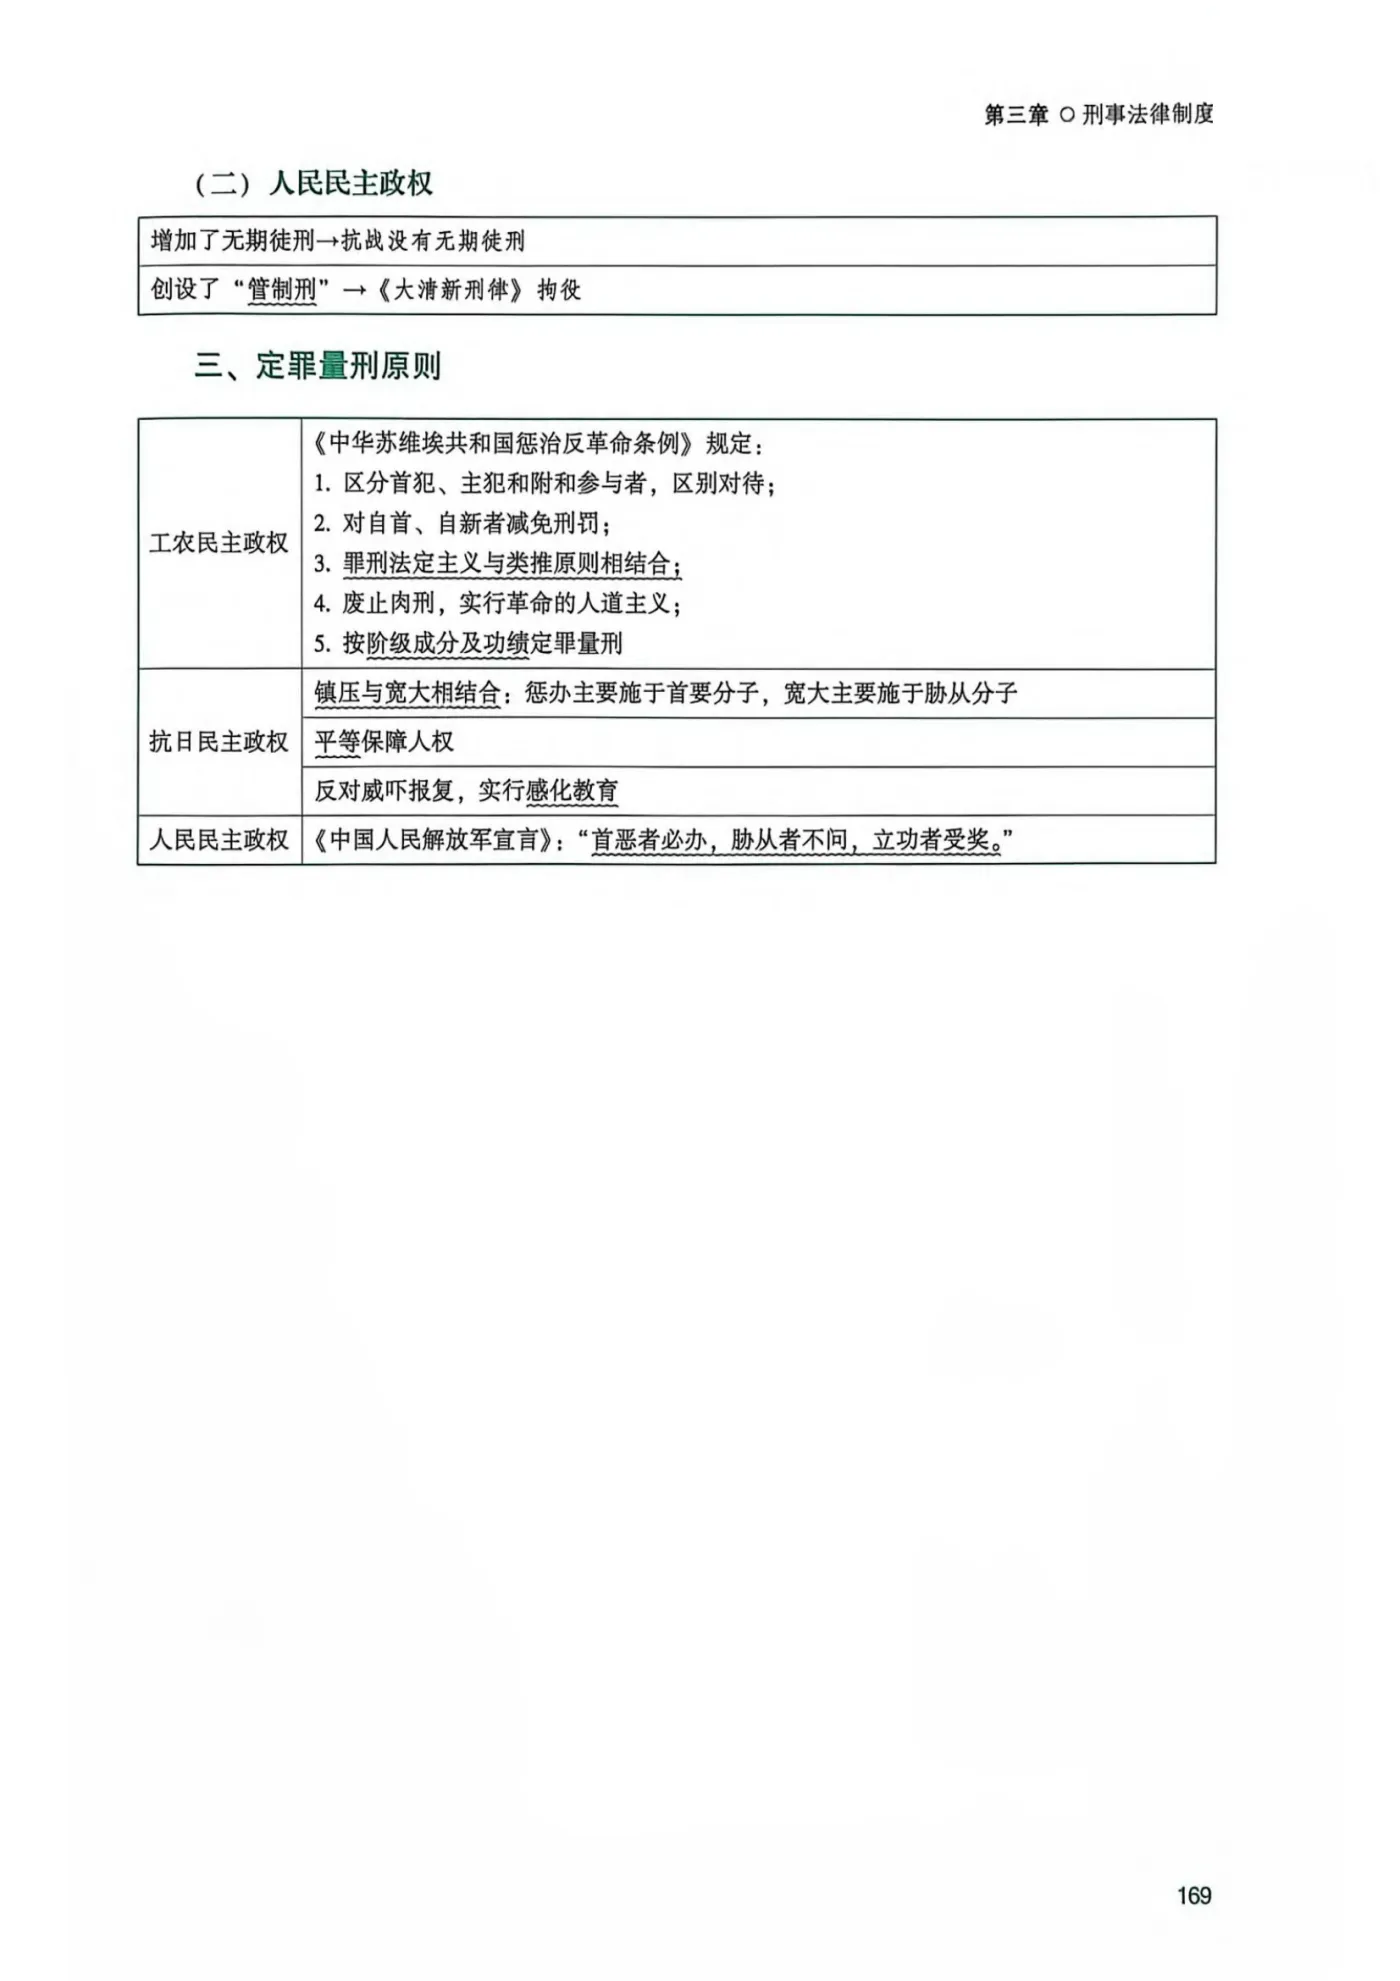 第三章 ○ 刑事法律制度
（二）人民民主政权
增加了无期徒刑→抗战没有无期徒刑
创设了“管制刑”→《大清新刑律》拘役
三、定罪量刑原则
工农民主政权
《中华苏维埃共和国惩治反革命条例》规定：
1. 区分首犯、主犯和附和参与者，区别对待；
2. 对自首、自新者减免刑罚；
3. 罪刑法定主义与类推原则相结合；
4. 废止肉刑，实行革命的人道主义；
5. 按阶级成分及功绩定罪量刑
抗日民主政权
镇压与宽大相结合：惩办主要施于首要分子，宽大主要施于胁从分子
平等保障人权
反对威吓报复，实行感化教育
人民民主政权
《中国人民解放军宣言》：“首恶者必办，胁从者不问，立功者受奖。”
169